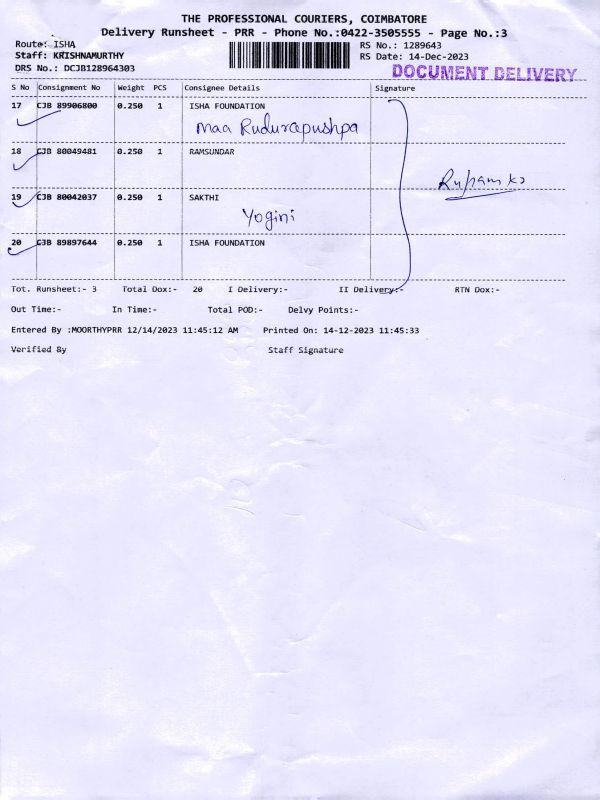 THE PROFESSIONAL COURIERS, COIMBATORE
Delivery Runsheet - PRR - Phone No.:0422-3505555 - Page No.:3
Route: ISHA
RS No.: 1289643
Staff: KRISHNAMURTHY
RS Date: 14-Dec-2023
DRS No.: DCJB128964303
DOCUMENT DELIVERY
S No Consignment No Weight PCS Consignee Details Signature
17 CJB 89906800 0.250 1 ISHA FOUNDATION
Maa Rudurapushpa
18 CJB 80049481 0.250 1 RAMSUNDAR
19 CJB 80042037 0.250 1 SAKTHI
Yogini
20 CJB 89897644 0.250 1 ISHA FOUNDATION
Tot. Runsheet:- 3 Total Dox:- 20 I Delivery:- II Delivery:- RTN Dox:-
Out Time:- In Time:- Total POD:- Delvy Points:-
Entered By :MOORTHYPRR 12/14/2023 11:45:12 AM Printed On: 14-12-2023 11:45:33
Verified By Staff Signature